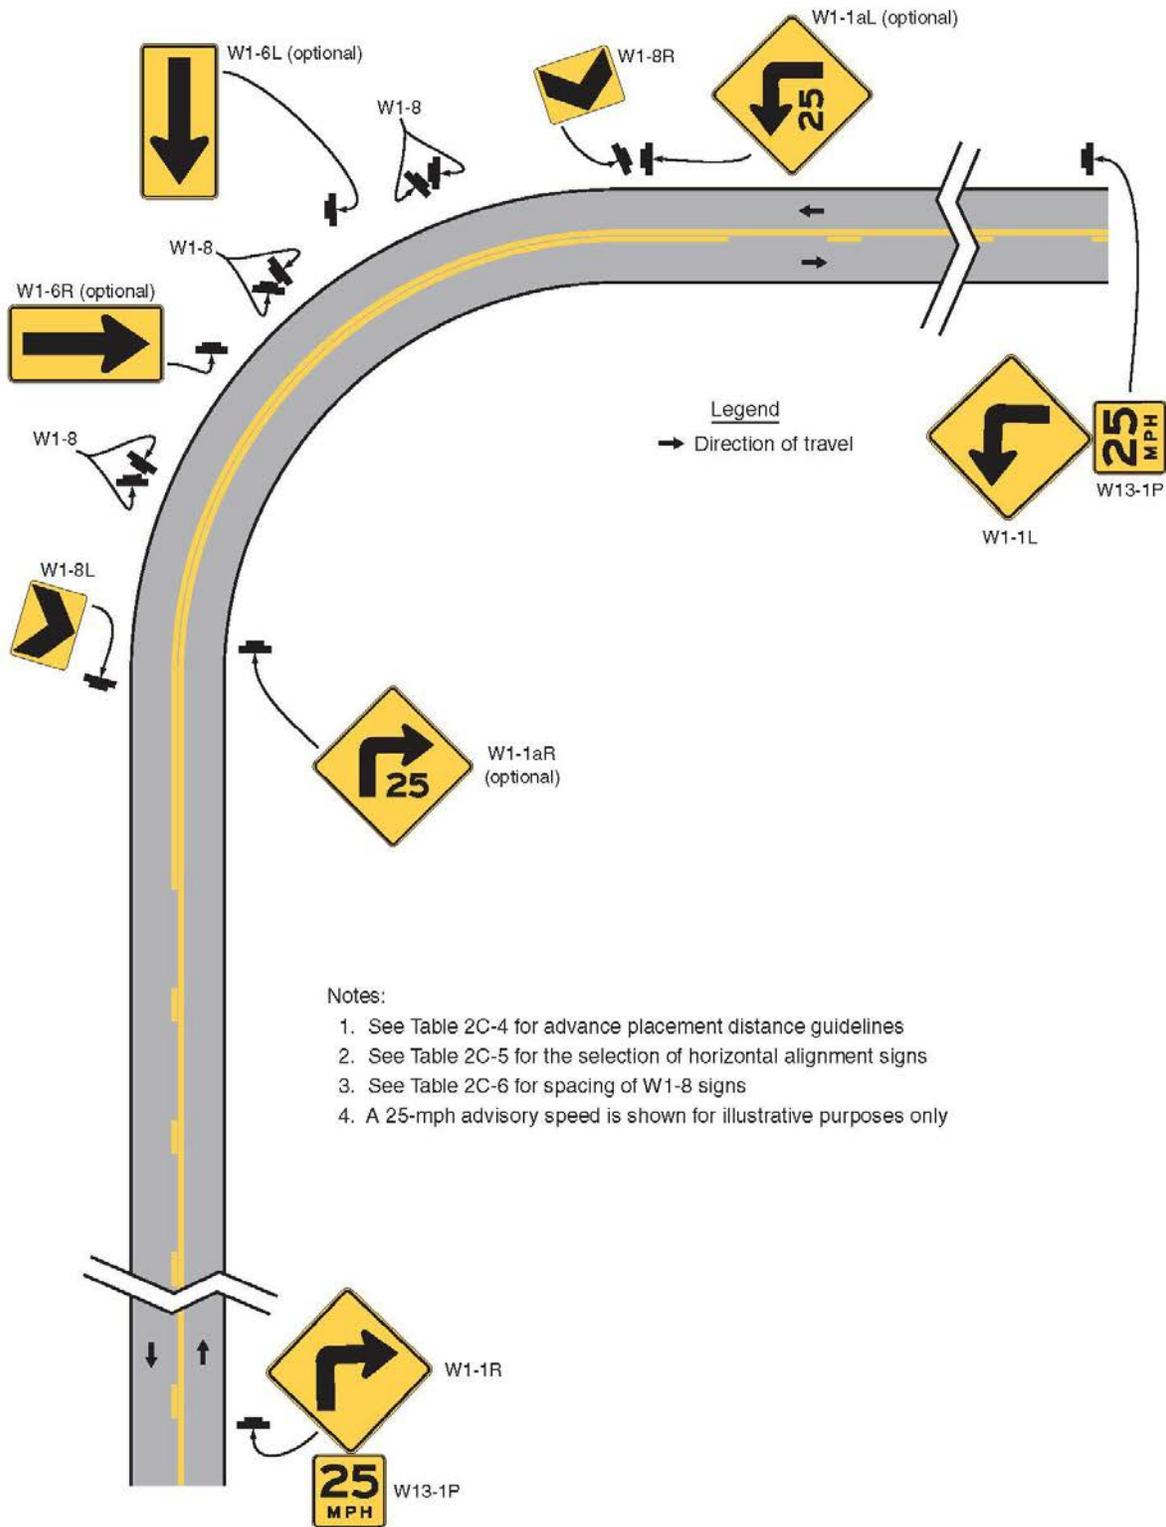 W1-1aL (optional)
W1-6L (optional)
W1-8R
W1-8
25
W1-8
W1-6R (optional)
Legend
Direction of travel
25
MPH
W1-8
W13-1P
W1-1L
W1-8L
W1-1aR
(optional)
25
Notes:
1. See Table 2C-4 for advance placement distance guidelines
2. See Table 2C-5 for the selection of horizontal alignment signs
3. See Table 2C-6 for spacing of W1-8 signs
4. A 25-mph advisory speed is shown for illustrative purposes only
W1-1R
25
MPH
W13-1P